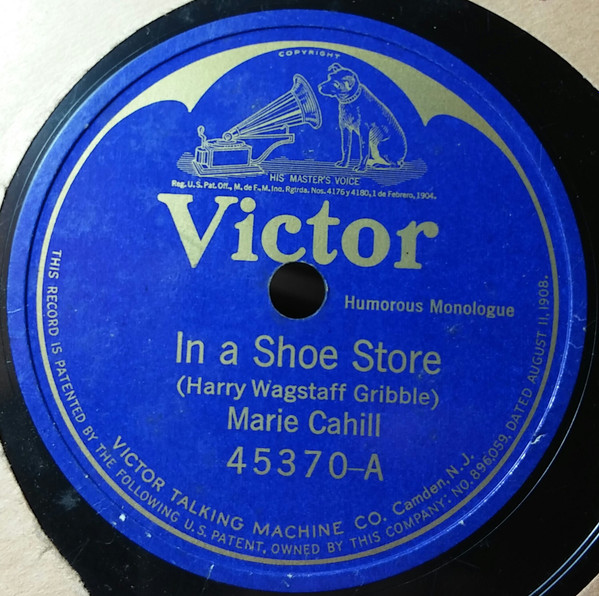 COPYRIGHT
HIS MASTER'S VOICE
Reg. U.S. Pat. Off., M. de F., M. Inc. Rgtrda. Nos. 4176 y 4180, 1 de Febrero, 1904.
Victor
Humorous Monologue
In a Shoe Store
(Harry Wagstaff Gribble)
Marie Cahill
45370-A
VICTOR TALKING MACHINE CO. Camden, N. J.
THIS RECORD IS PATENTED BY THE FOLLOWING U.S. PATENT, OWNED BY THIS COMPANY: NO. 896,059, DATED AUGUST 11, 1908.